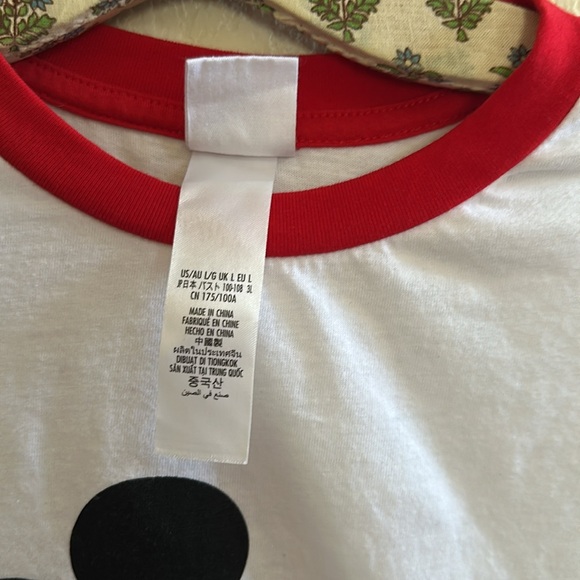 US/AU L/G UK L EU L
JP日本 バスト 100-108 3L
CN 175/100A
MADE IN CHINA
FABRIQUÉ EN CHINE
HECHO EN CHINA
中國製
ผลิตในประเทศจีน
DIBUAT DI TIONGKOK
SẢN XUẤT TẠI TRUNG QUỐC
중국산
صنع في الصين